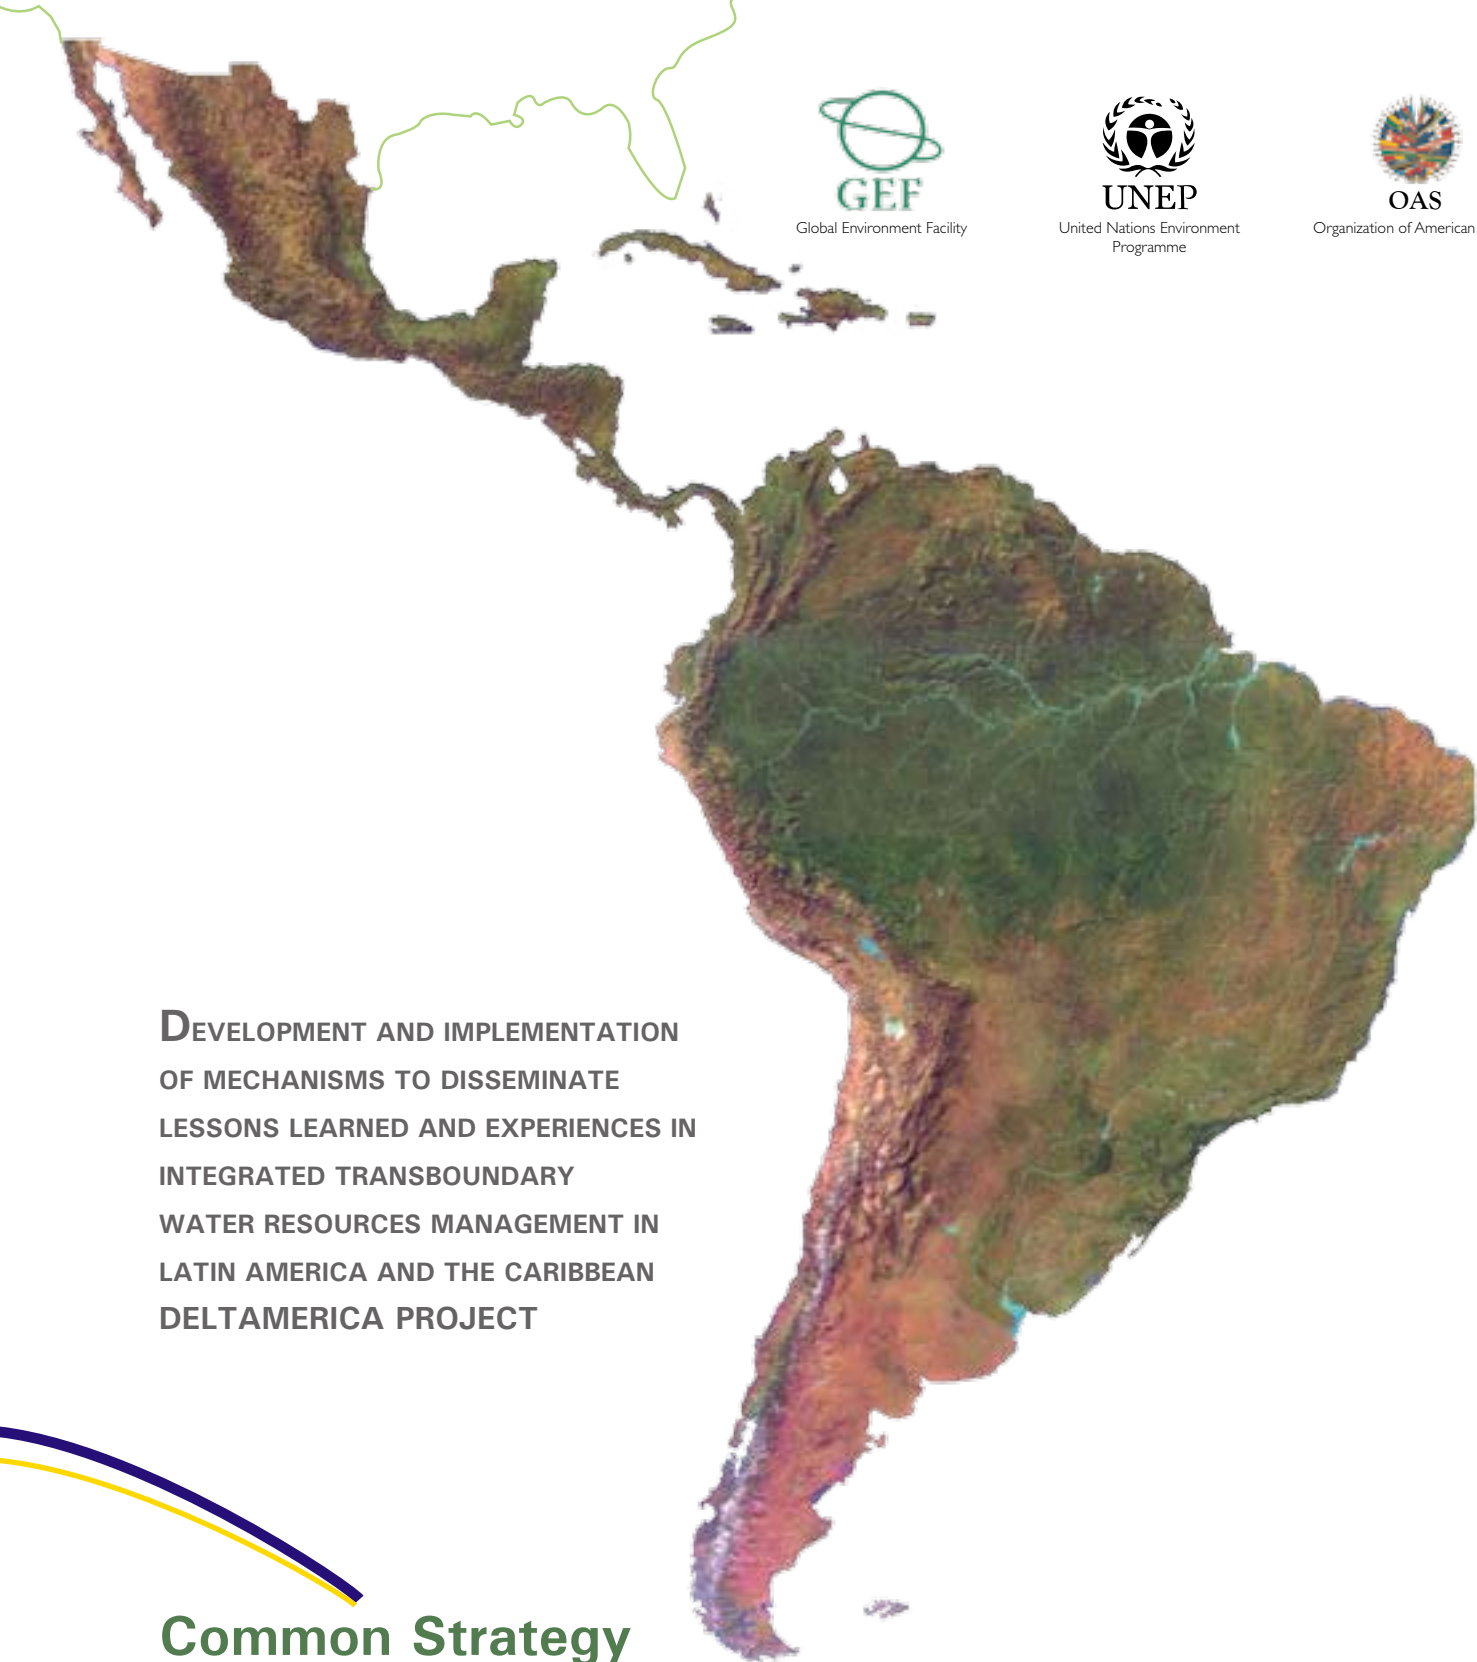 GEF
Global Environment Facility
UNEP
United Nations Environment
Programme
OAS
Organization of American
DEVELOPMENT AND IMPLEMENTATION
OF MECHANISMS TO DISSEMINATE
LESSONS LEARNED AND EXPERIENCES IN
INTEGRATED TRANSBOUNDARY
WATER RESOURCES MANAGEMENT IN
LATIN AMERICA AND THE CARIBBEAN
DELTAMERICA PROJECT
Common Strategy